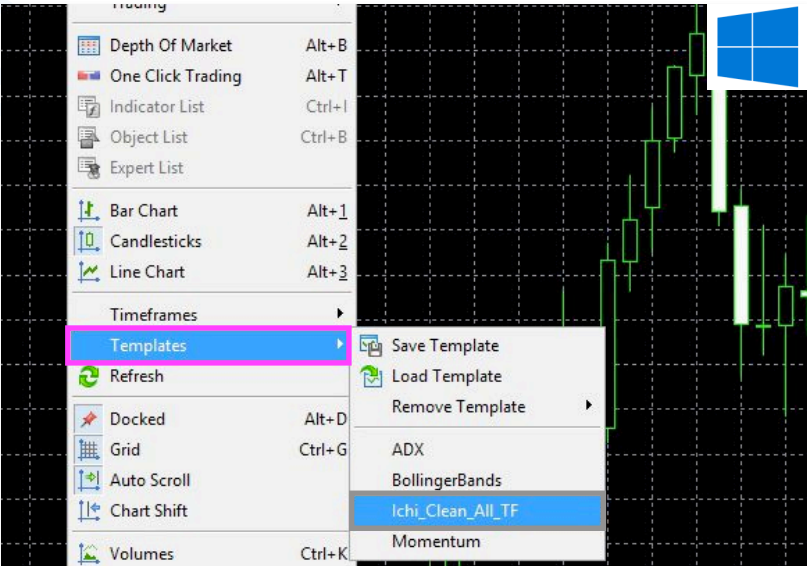 Trading
Depth Of Market Alt+B
One Click Trading Alt+T
Indicator List Ctrl+I
Object List Ctrl+B
Expert List
Bar Chart Alt+1
Candlesticks Alt+2
Line Chart Alt+3
Timeframes
Templates
Refresh
Docked Alt+D
Grid Ctrl+G
Auto Scroll
Chart Shift
Volumes Ctrl+K
Save Template
Load Template
Remove Template
ADX
BollingerBands
Ichi_Clean_All_TF
Momentum